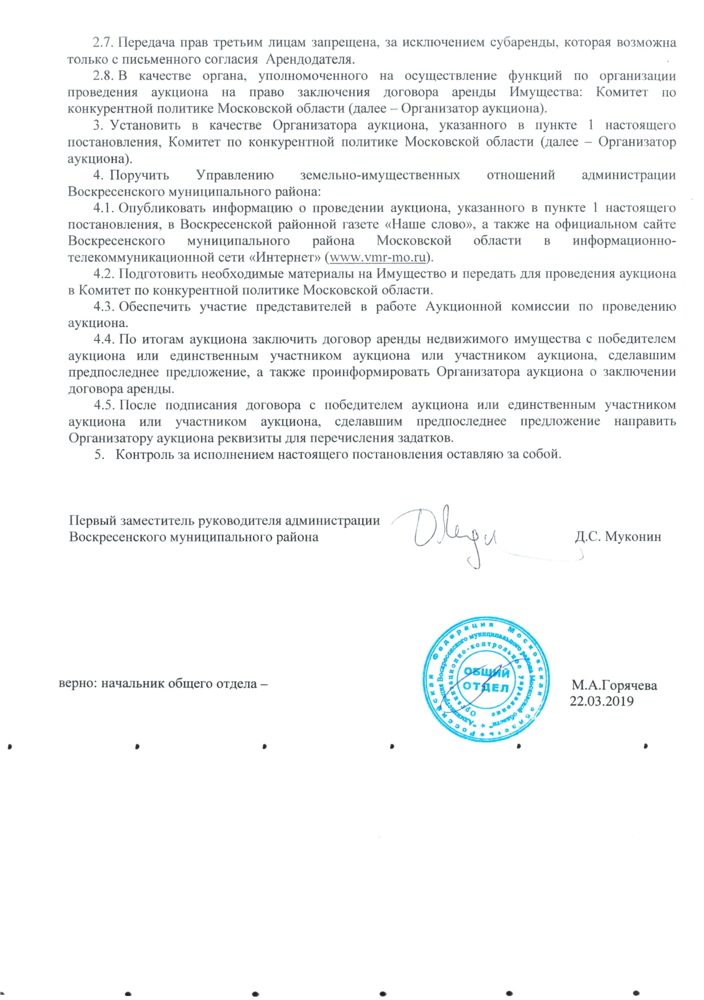 2.7. Передача прав третьим лицам запрещена, за исключением субаренды, которая возможна
только с письменного согласия Арендодателя.
2.8. В качестве органа, уполномоченного на осуществление функций по организации
проведения аукциона на право заключения договора аренды Имущества: Комитет по
конкурентной политике Московской области (далее – Организатор аукциона).
3. Установить в качестве Организатора аукциона, указанного в пункте 1 настоящего
постановления, Комитет по конкурентной политике Московской области (далее – Организатор
аукциона).
4. Поручить Управлению земельно-имущественных отношений администрации
Воскресенского муниципального района:
4.1. Опубликовать информацию о проведении аукциона, указанного в пункте 1 настоящего
постановления, в Воскресенской районной газете «Наше слово», а также на официальном сайте
Воскресенского муниципального района Московской области в информационно-
телекоммуникационной сети «Интернет» (www.vmr-mo.ru).
4.2. Подготовить необходимые материалы на Имущество и передать для проведения аукциона
в Комитет по конкурентной политике Московской области.
4.3. Обеспечить участие представителей в работе Аукционной комиссии по проведению
аукциона.
4.4. По итогам аукциона заключить договор аренды недвижимого имущества с победителем
аукциона или единственным участником аукциона или участником аукциона, сделавшим
предпоследнее предложение, а также проинформировать Организатора аукциона о заключении
договора аренды.
4.5. После подписания договора с победителем аукциона или единственным участником
аукциона или участником аукциона, сделавшим предпоследнее предложение направить
Организатору аукциона реквизиты для перечисления задатков.
5. Контроль за исполнением настоящего постановления оставляю за собой.
Первый заместитель руководителя администрации
Воскресенского муниципального района Д.С. Муконин
Российская Федерация Московская область
"Администрация Воскресенского муниципального района Московской области"
Организационно-контрольное управление
ОБЩИЙ
ОТДЕЛ
верно: начальник общего отдела – М.А.Горячева
22.03.2019